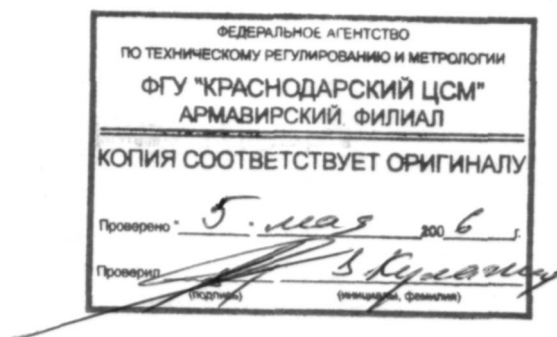 ФЕДЕРАЛЬНОЕ АГЕНТСТВО
ПО ТЕХНИЧЕСКОМУ РЕГУЛИРОВАНИЮ И МЕТРОЛОГИИ
ФГУ "КРАСНОДАРСКИЙ ЦСМ"
АРМАВИРСКИЙ ФИЛИАЛ
КОПИЯ СООТВЕТСТВУЕТ ОРИГИНАЛУ
Проверено " 5 . мая 2006 г.
Проверил
(подпись) (инициалы, фамилия)